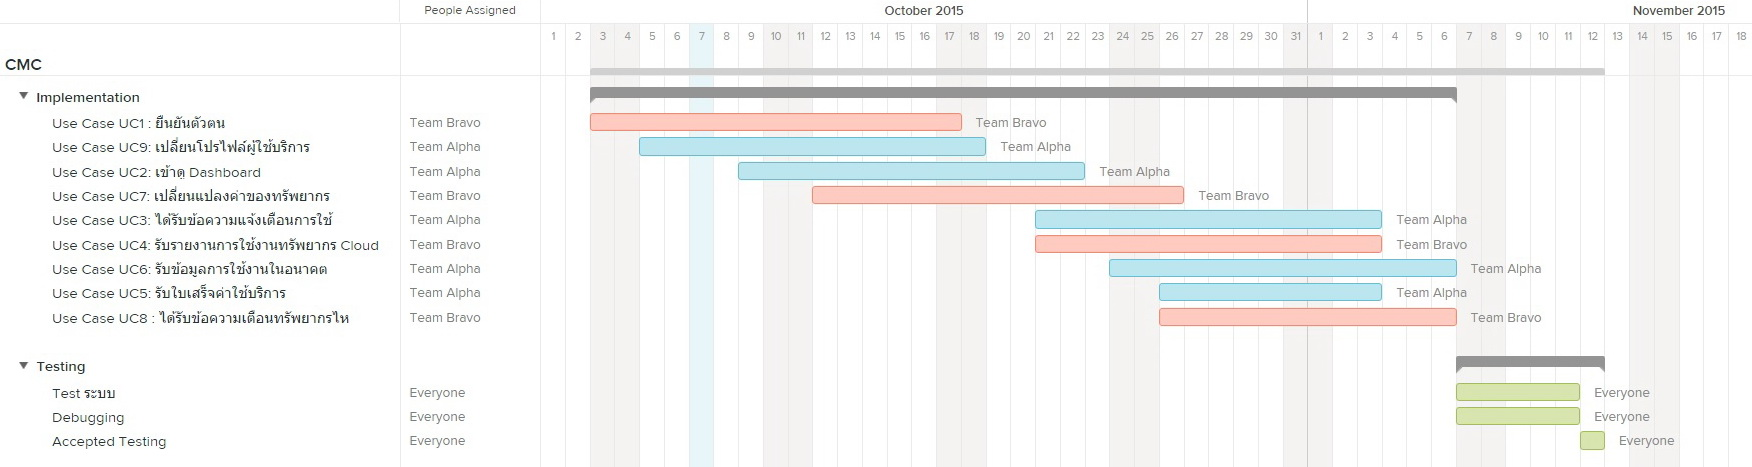 People Assigned October 2015 November 2015
1 2 3 4 5 6 7 8 9 10 11 12 13 14 15 16 17 18 19 20 21 22 23 24 25 26 27 28 29 30 31 1 2 3 4 5 6 7 8 9 10 11 12 13 14 15 16 17 18
CMC
Implementation
Use Case UC1 : ยืนยันตัวตน Team Bravo Team Bravo
Use Case UC9: เปลี่ยนโปรไฟล์ผู้ใช้บริการ Team Alpha Team Alpha
Use Case UC2: เข้าดู Dashboard Team Alpha Team Alpha
Use Case UC7: เปลี่ยนแปลงค่าของทรัพยากร Team Bravo Team Bravo
Use Case UC3: ได้รับข้อความแจ้งเตือนการใช้ Team Alpha Team Alpha
Use Case UC4: รับรายงานการใช้งานทรัพยากร Cloud Team Bravo Team Bravo
Use Case UC6: รับข้อมูลการใช้งานในอนาคต Team Alpha Team Alpha
Use Case UC5: รับใบเสร็จค่าใช้บริการ Team Alpha Team Alpha
Use Case UC8 : ได้รับข้อความเตือนทรัพยากรไห Team Bravo Team Bravo
Testing
Test ระบบ Everyone Everyone
Debugging Everyone Everyone
Accepted Testing Everyone Everyone